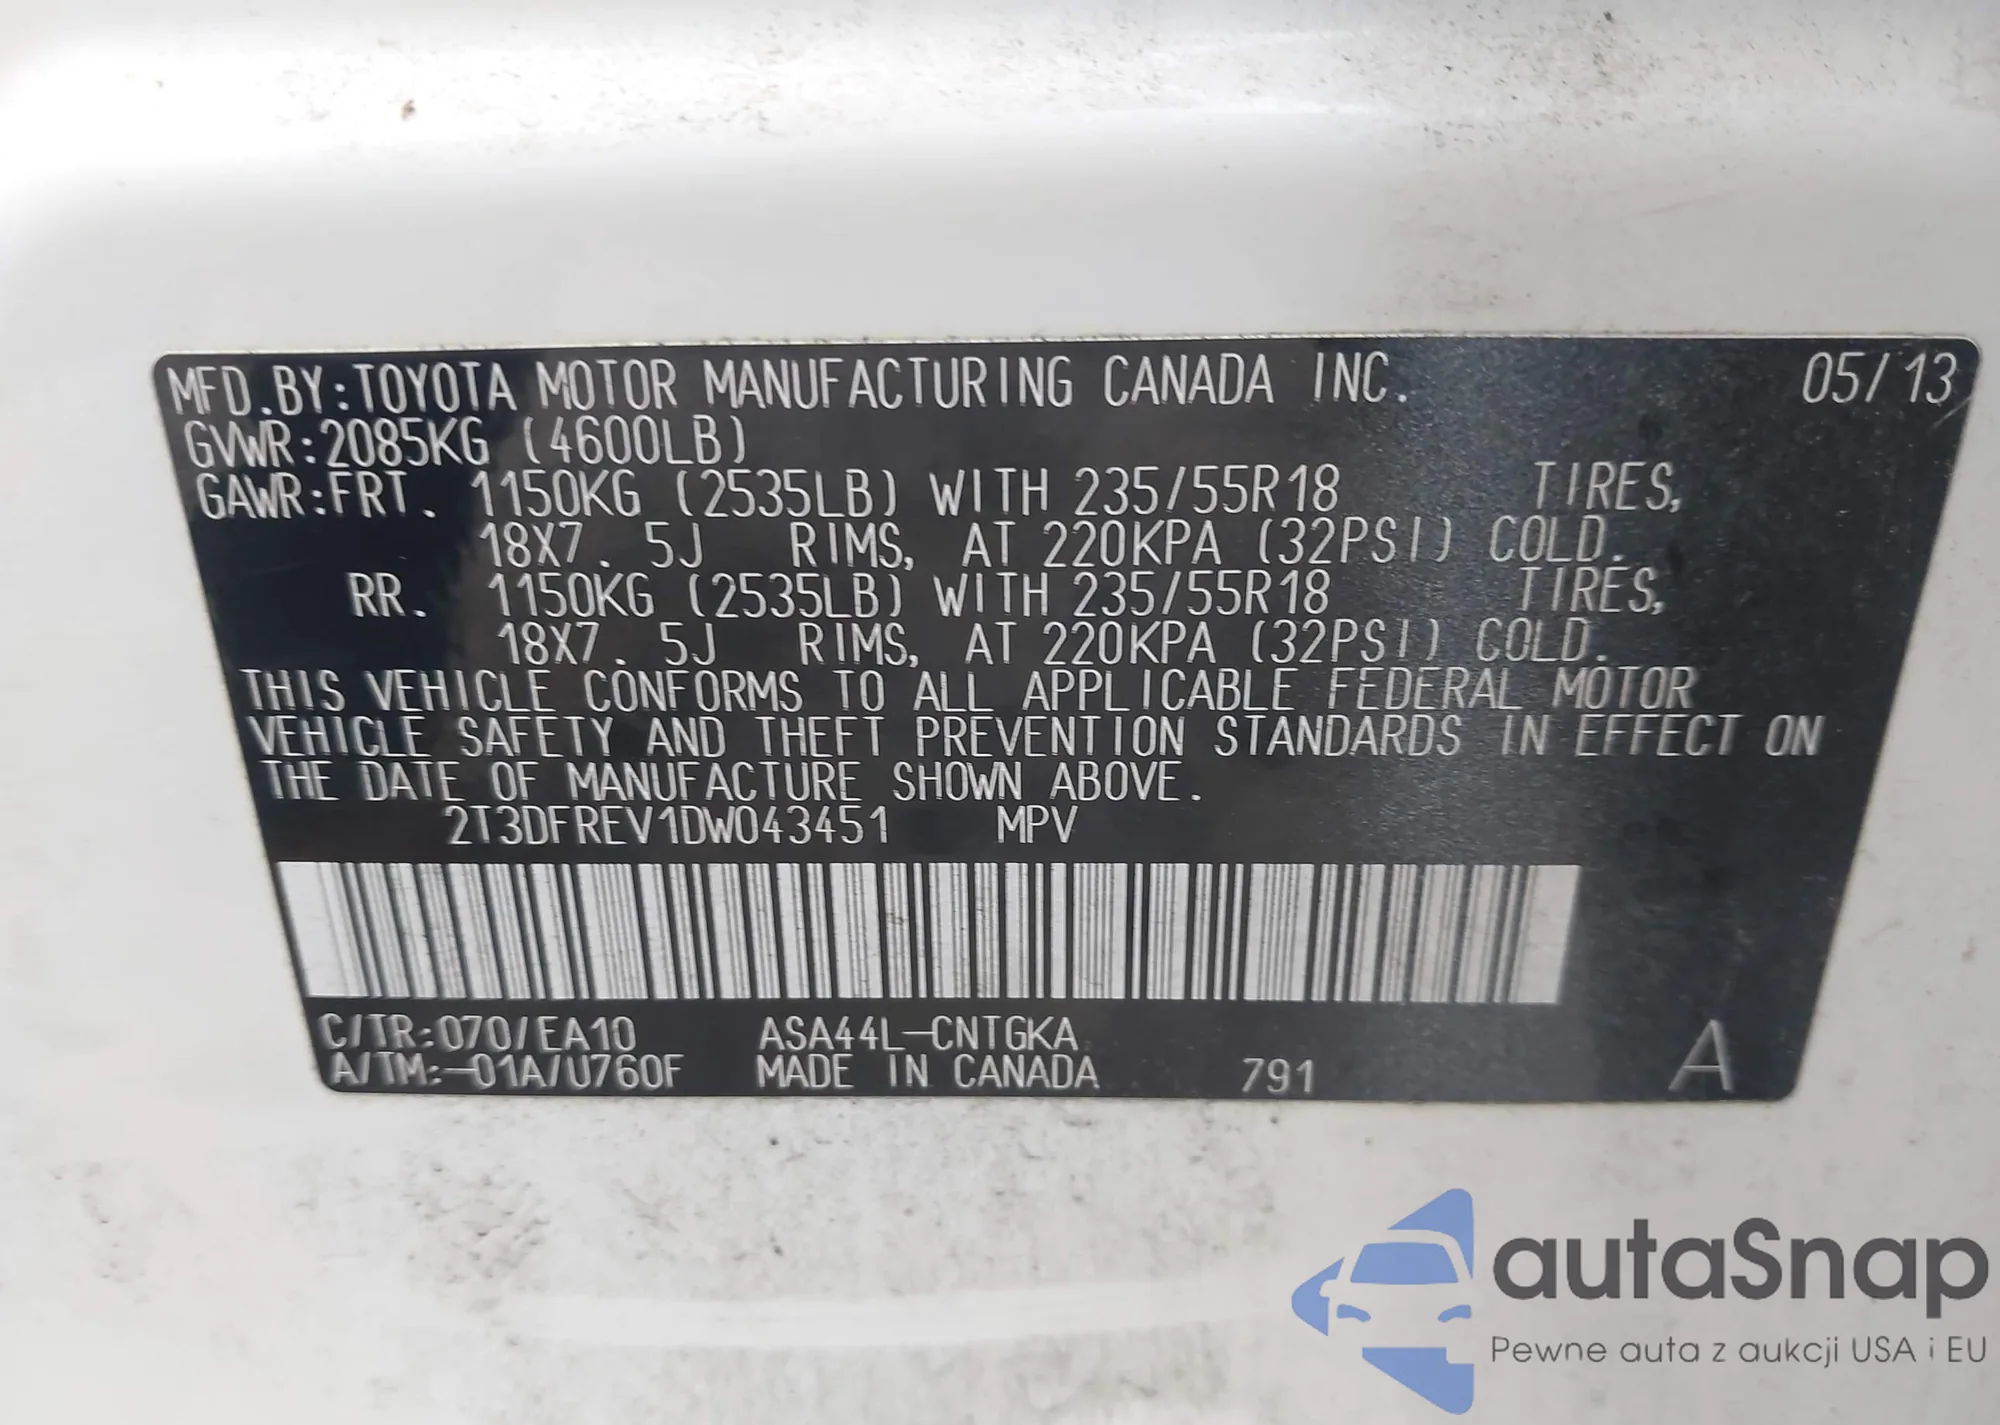 MFD.BY:TOYOTA MOTOR MANUFACTURING CANADA INC. 05/13
GVWR:2085KG (4600LB)
GAWR:FRT. 1150KG (2535LB) WITH 235/55R18 TIRES,
18X7.5J RIMS, AT 220KPA (32PSI) COLD.
RR. 1150KG (2535LB) WITH 235/55R18 TIRES,
18X7.5J RIMS, AT 220KPA (32PSI) COLD.
THIS VEHICLE CONFORMS TO ALL APPLICABLE FEDERAL MOTOR
VEHICLE SAFETY AND THEFT PREVENTION STANDARDS IN EFFECT ON
THE DATE OF MANUFACTURE SHOWN ABOVE.
2T3DFREV1DW043451 MPV
C/TR:070/EA10 ASA44L-CNTGKA
A/TM:-01A/U760F MADE IN CANADA 791 A
autaSnap
Pewne auta z aukcji USA i EU